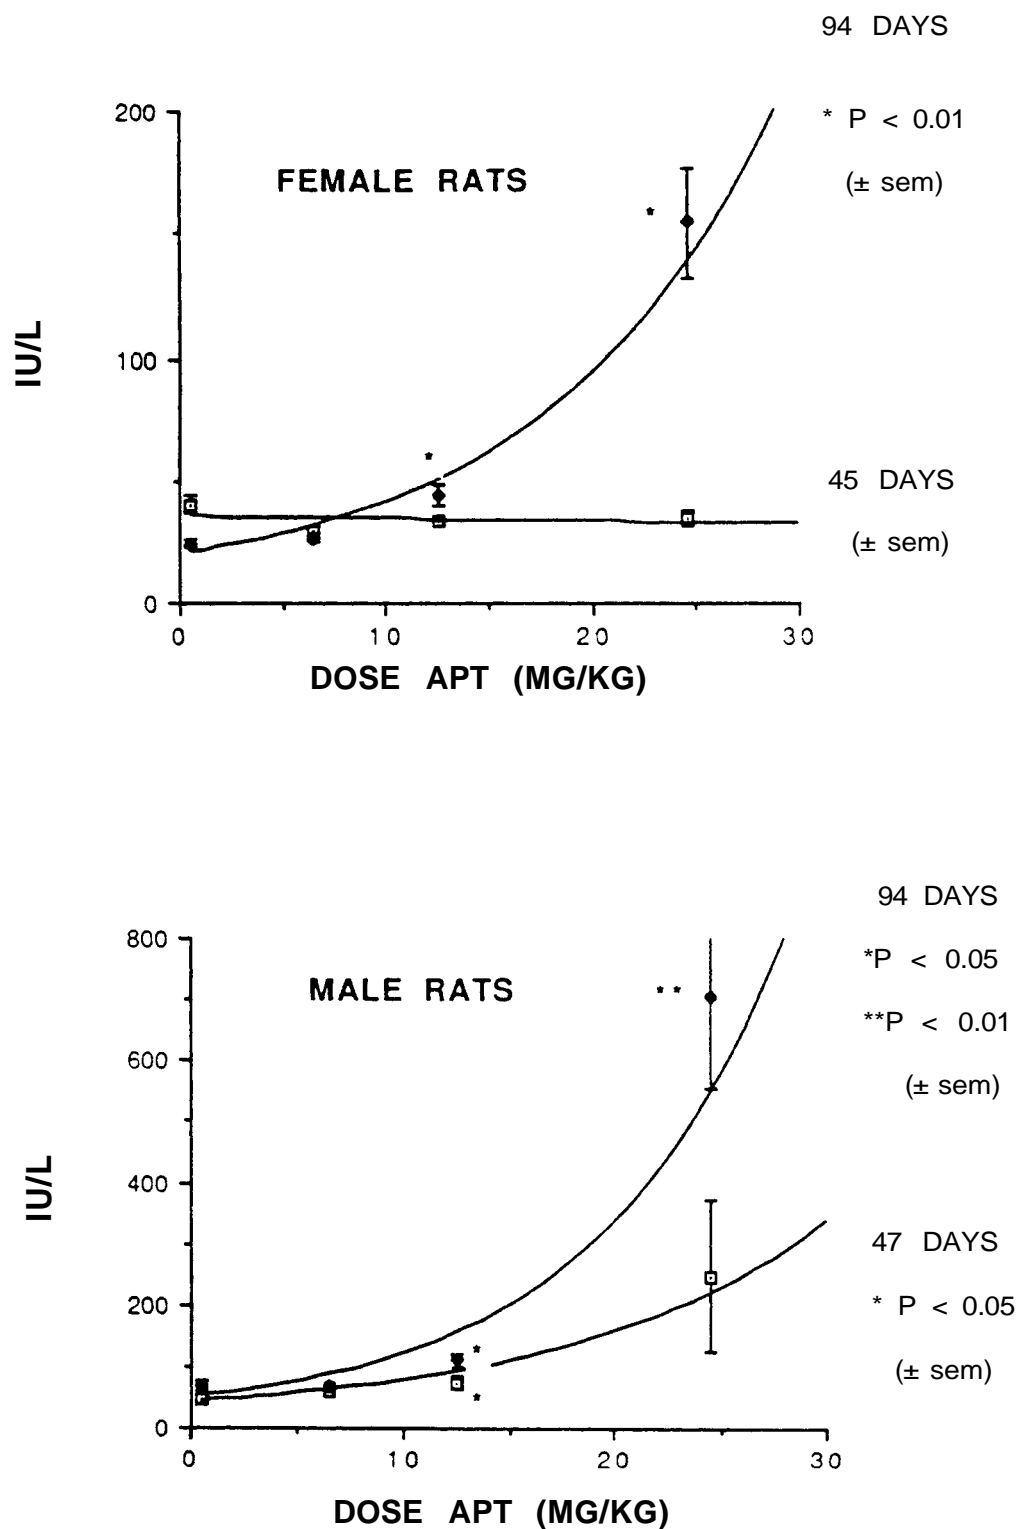 94 DAYS
200
* P < 0.01
FEMALE RATS
(± sem)
*
IU/L
100
*
45 DAYS
(± sem)
0
0 10 20 30
DOSE APT (MG/KG)
94 DAYS
800
*P < 0.05
MALE RATS
**
**P < 0.01
600
(± sem)
400
IU/L
47 DAYS
200
* P < 0.05
*
(± sem)
*
0
0 10 20 30
DOSE APT (MG/KG)